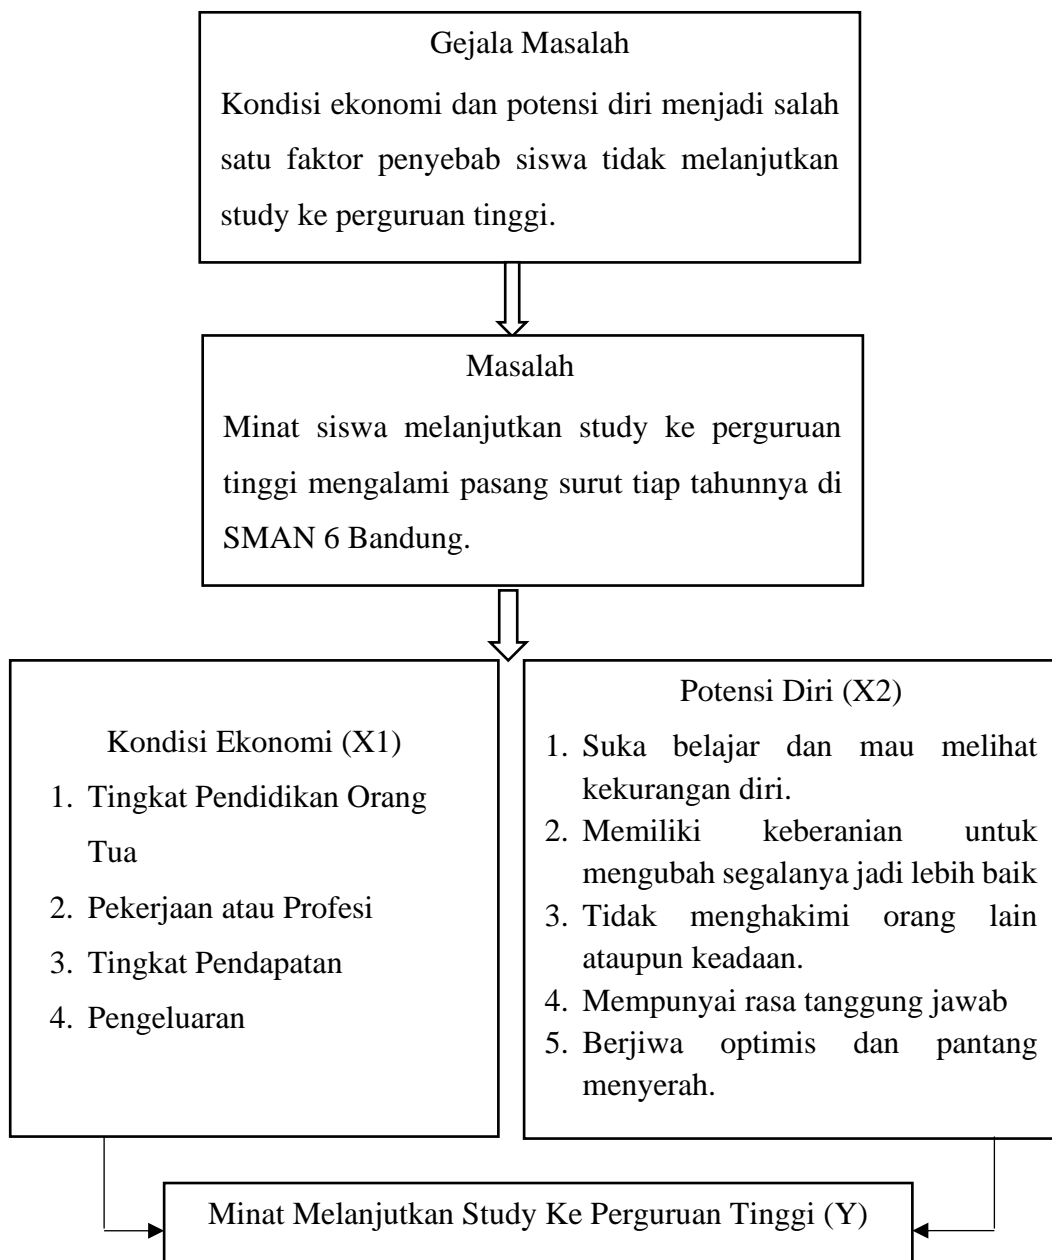 Gejala Masalah
Kondisi ekonomi dan potensi diri menjadi salah
satu faktor penyebab siswa tidak melanjutkan
study ke perguruan tinggi.
Masalah
Minat siswa melanjutkan study ke perguruan
tinggi mengalami pasang surut tiap tahunnya di
SMAN 6 Bandung.
Kondisi Ekonomi (X1)
1. Tingkat Pendidikan Orang
Tua
2. Pekerjaan atau Profesi
3. Tingkat Pendapatan
4. Pengeluaran
Potensi Diri (X2)
1. Suka belajar dan mau melihat
kekurangan diri.
2. Memiliki keberanian untuk
mengubah segalanya jadi lebih baik
3. Tidak menghakimi orang lain
ataupun keadaan.
4. Mempunyai rasa tanggung jawab
5. Berjiwa optimis dan pantang
menyerah.
Minat Melanjutkan Study Ke Perguruan Tinggi (Y)